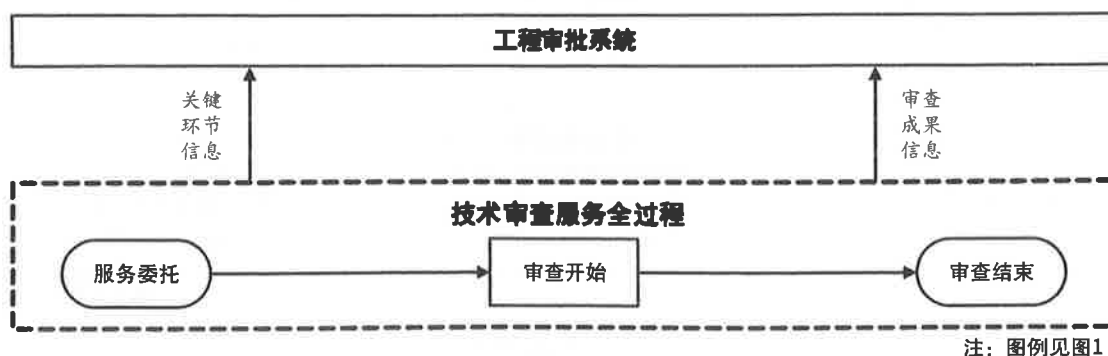 工程审批系统
关键
环节
信息
审查
成果
信息
技术审查服务全过程
服务委托
审查开始
审查结束
注：图例见图1